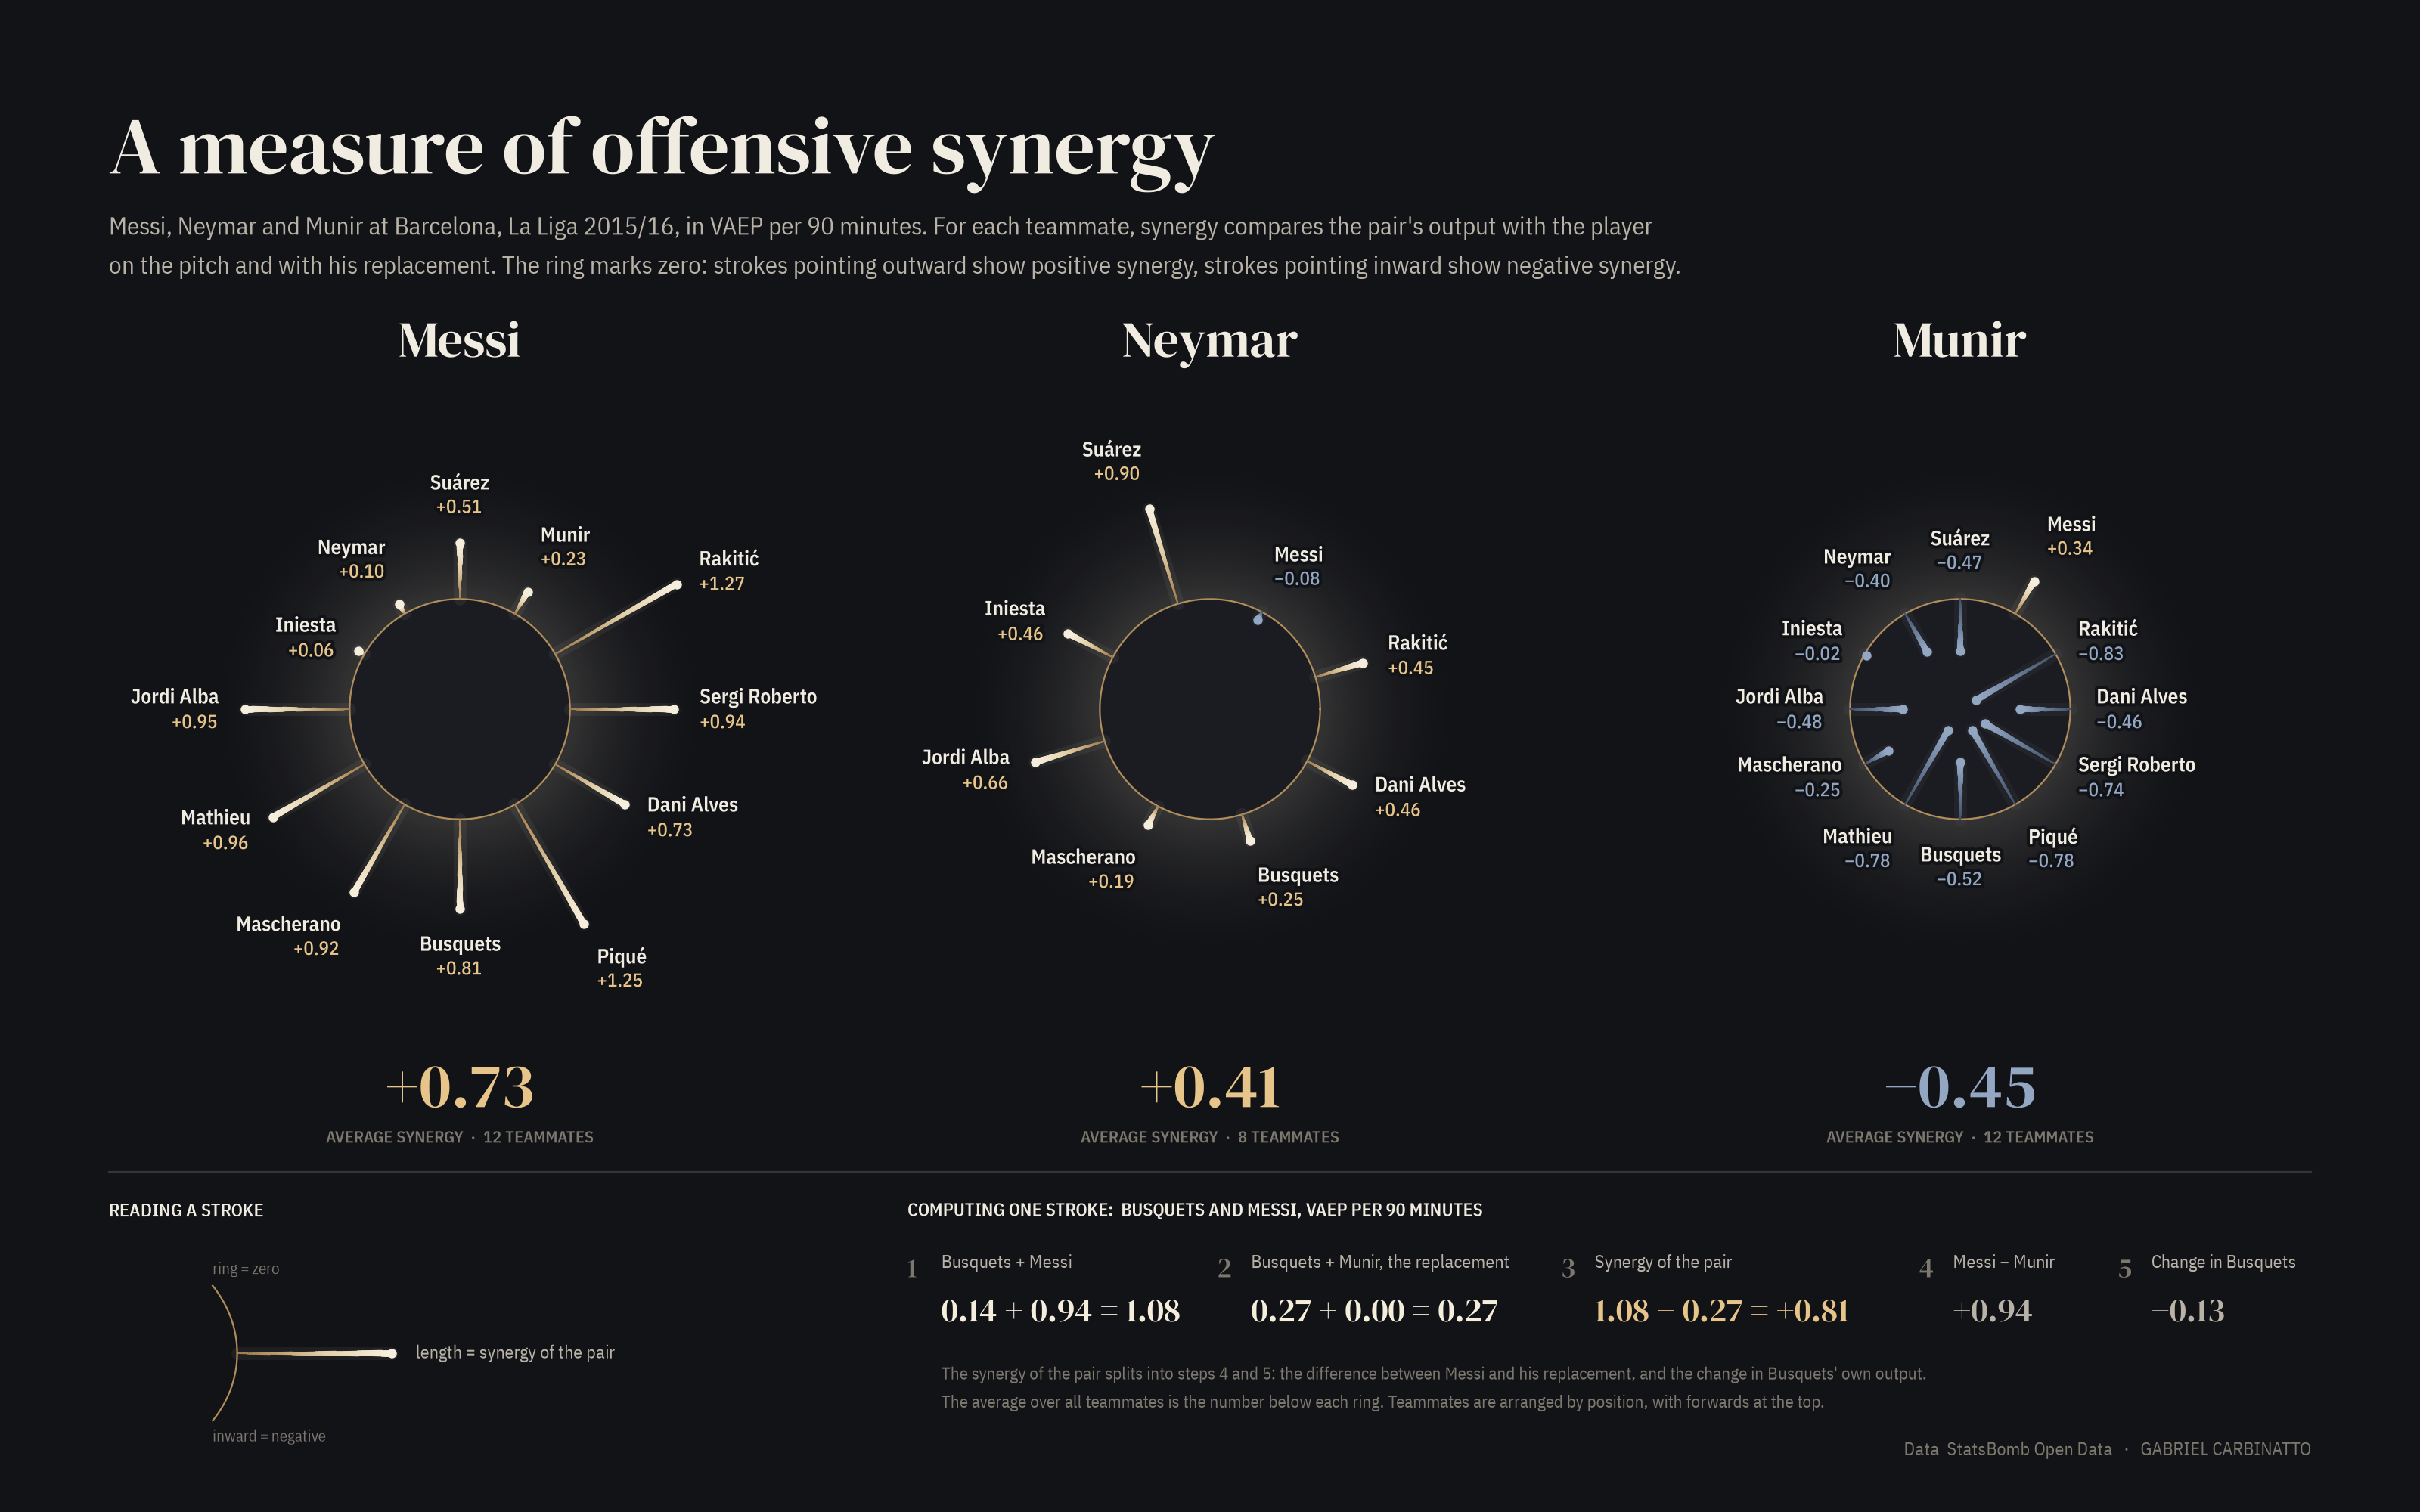 A measure of offensive synergy
Messi, Neymar and Munir at Barcelona, La Liga 2015/16, in VAEP per 90 minutes. For each teammate, synergy compares the pair's output with the player
on the pitch and with his replacement. The ring marks zero: strokes pointing outward show positive synergy, strokes pointing inward show negative synergy.
Messi
Suárez
+0.51
Munir
+0.23
Neymar
+0.10
Rakitić
+1.27
Iniesta
+0.06
Jordi Alba
+0.95
Sergi Roberto
+0.94
Mathieu
+0.96
Dani Alves
+0.73
Mascherano
+0.92
Busquets
+0.81
Piqué
+1.25
+0.73
AVERAGE SYNERGY · 12 TEAMMATES
Neymar
Suárez
+0.90
Messi
−0.08
Iniesta
+0.46
Rakitić
+0.45
Jordi Alba
+0.66
Dani Alves
+0.46
Mascherano
+0.19
Busquets
+0.25
+0.41
AVERAGE SYNERGY · 8 TEAMMATES
Munir
Messi
+0.34
Suárez
−0.47
Neymar
−0.40
Iniesta
−0.02
Rakitić
−0.83
Jordi Alba
−0.48
Dani Alves
−0.46
Mascherano
−0.25
Sergi Roberto
−0.74
Mathieu
−0.78
Busquets
−0.52
Piqué
−0.78
−0.45
AVERAGE SYNERGY · 12 TEAMMATES
READING A STROKE
ring = zero
length = synergy of the pair
inward = negative
COMPUTING ONE STROKE: BUSQUETS AND MESSI, VAEP PER 90 MINUTES
1 Busquets + Messi
0.14 + 0.94 = 1.08
2 Busquets + Munir, the replacement
0.27 + 0.00 = 0.27
3 Synergy of the pair
1.08 − 0.27 = +0.81
4 Messi − Munir
+0.94
5 Change in Busquets
−0.13
The synergy of the pair splits into steps 4 and 5: the difference between Messi and his replacement, and the change in Busquets' own output.
The average over all teammates is the number below each ring. Teammates are arranged by position, with forwards at the top.
Data StatsBomb Open Data · GABRIEL CARBINATTO